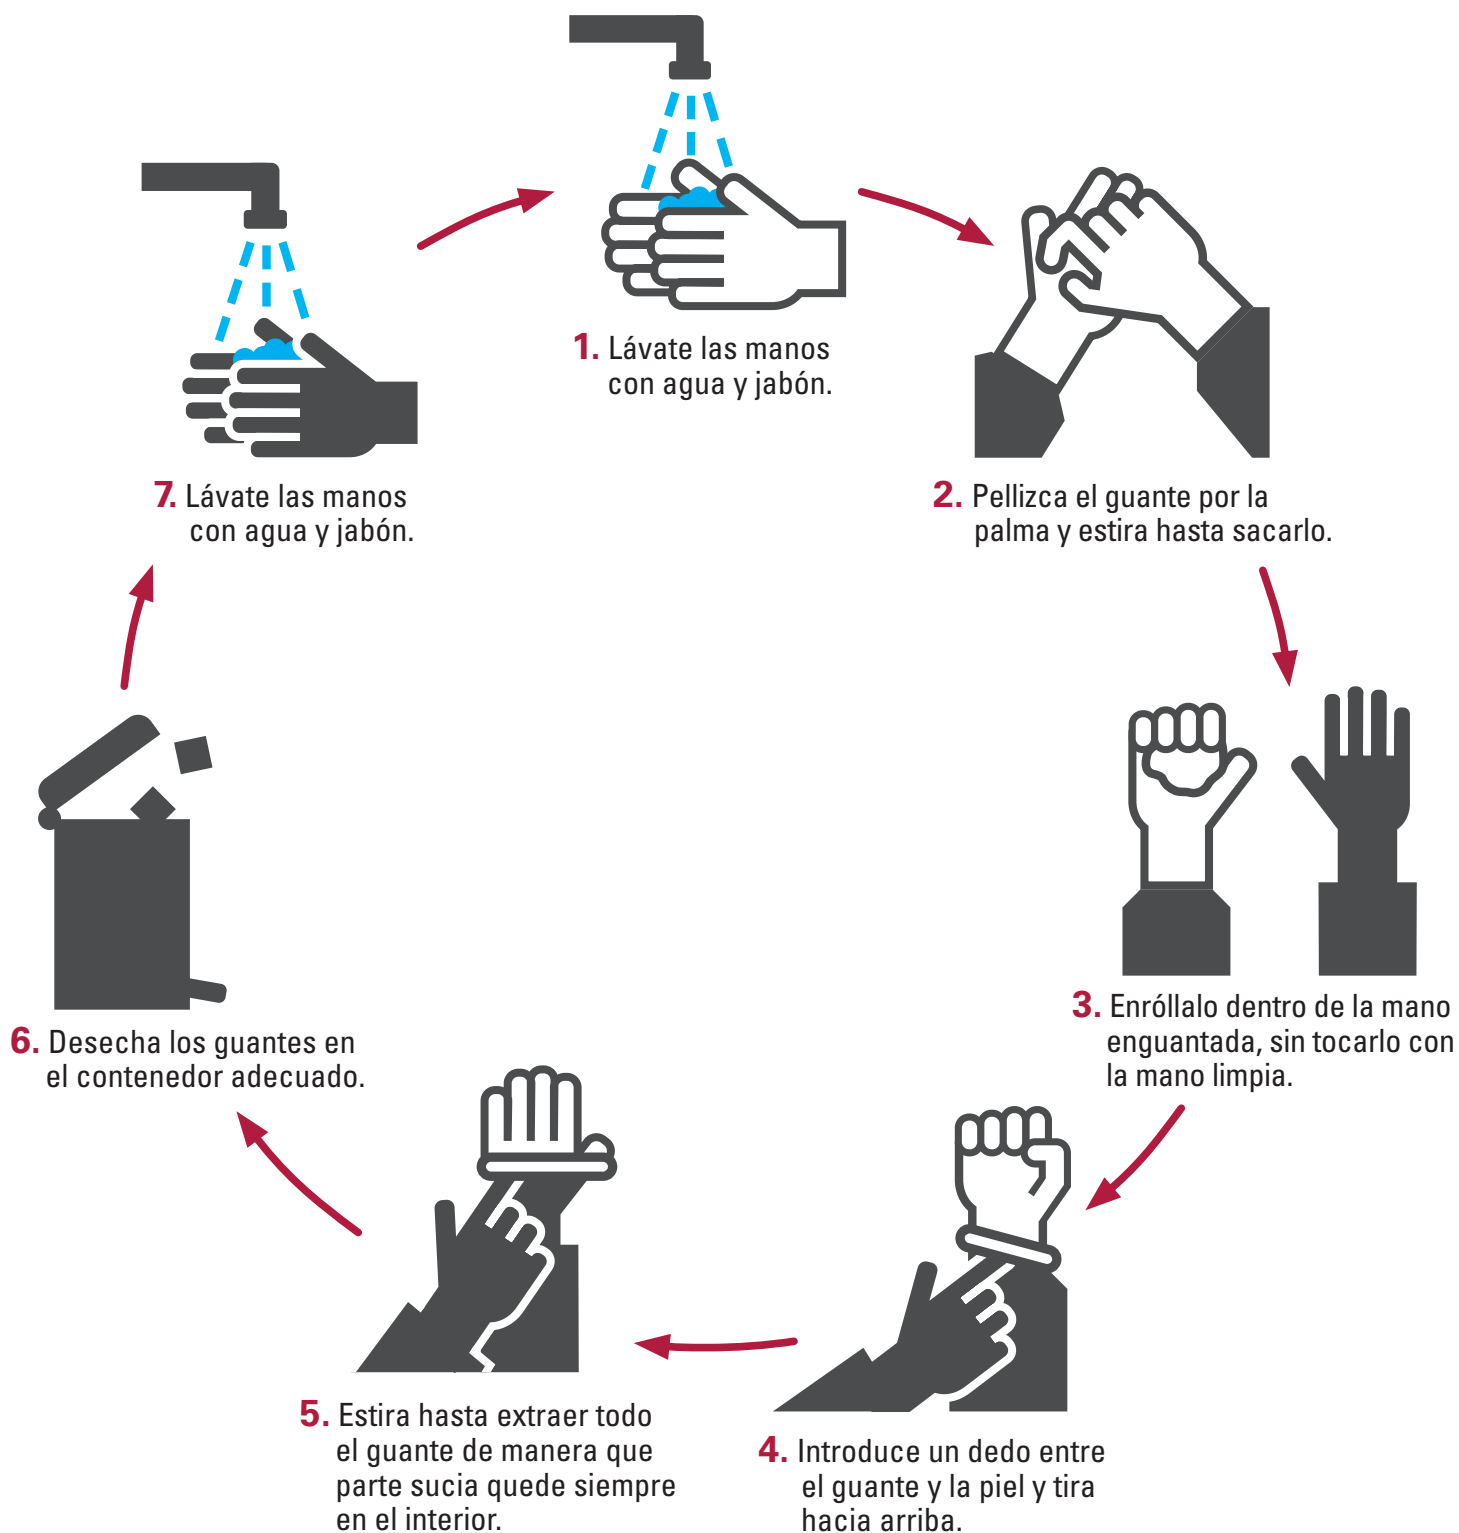 1. Lávate las manos
con agua y jabón.
2. Pellizca el guante por la
palma y estira hasta sacarlo.
3. Enróllalo dentro de la mano
enguantada, sin tocarlo con
la mano limpia.
4. Introduce un dedo entre
el guante y la piel y tira
hacia arriba.
5. Estira hasta extraer todo
el guante de manera que
parte sucia quede siempre
en el interior.
6. Desecha los guantes en
el contenedor adecuado.
7. Lávate las manos
con agua y jabón.